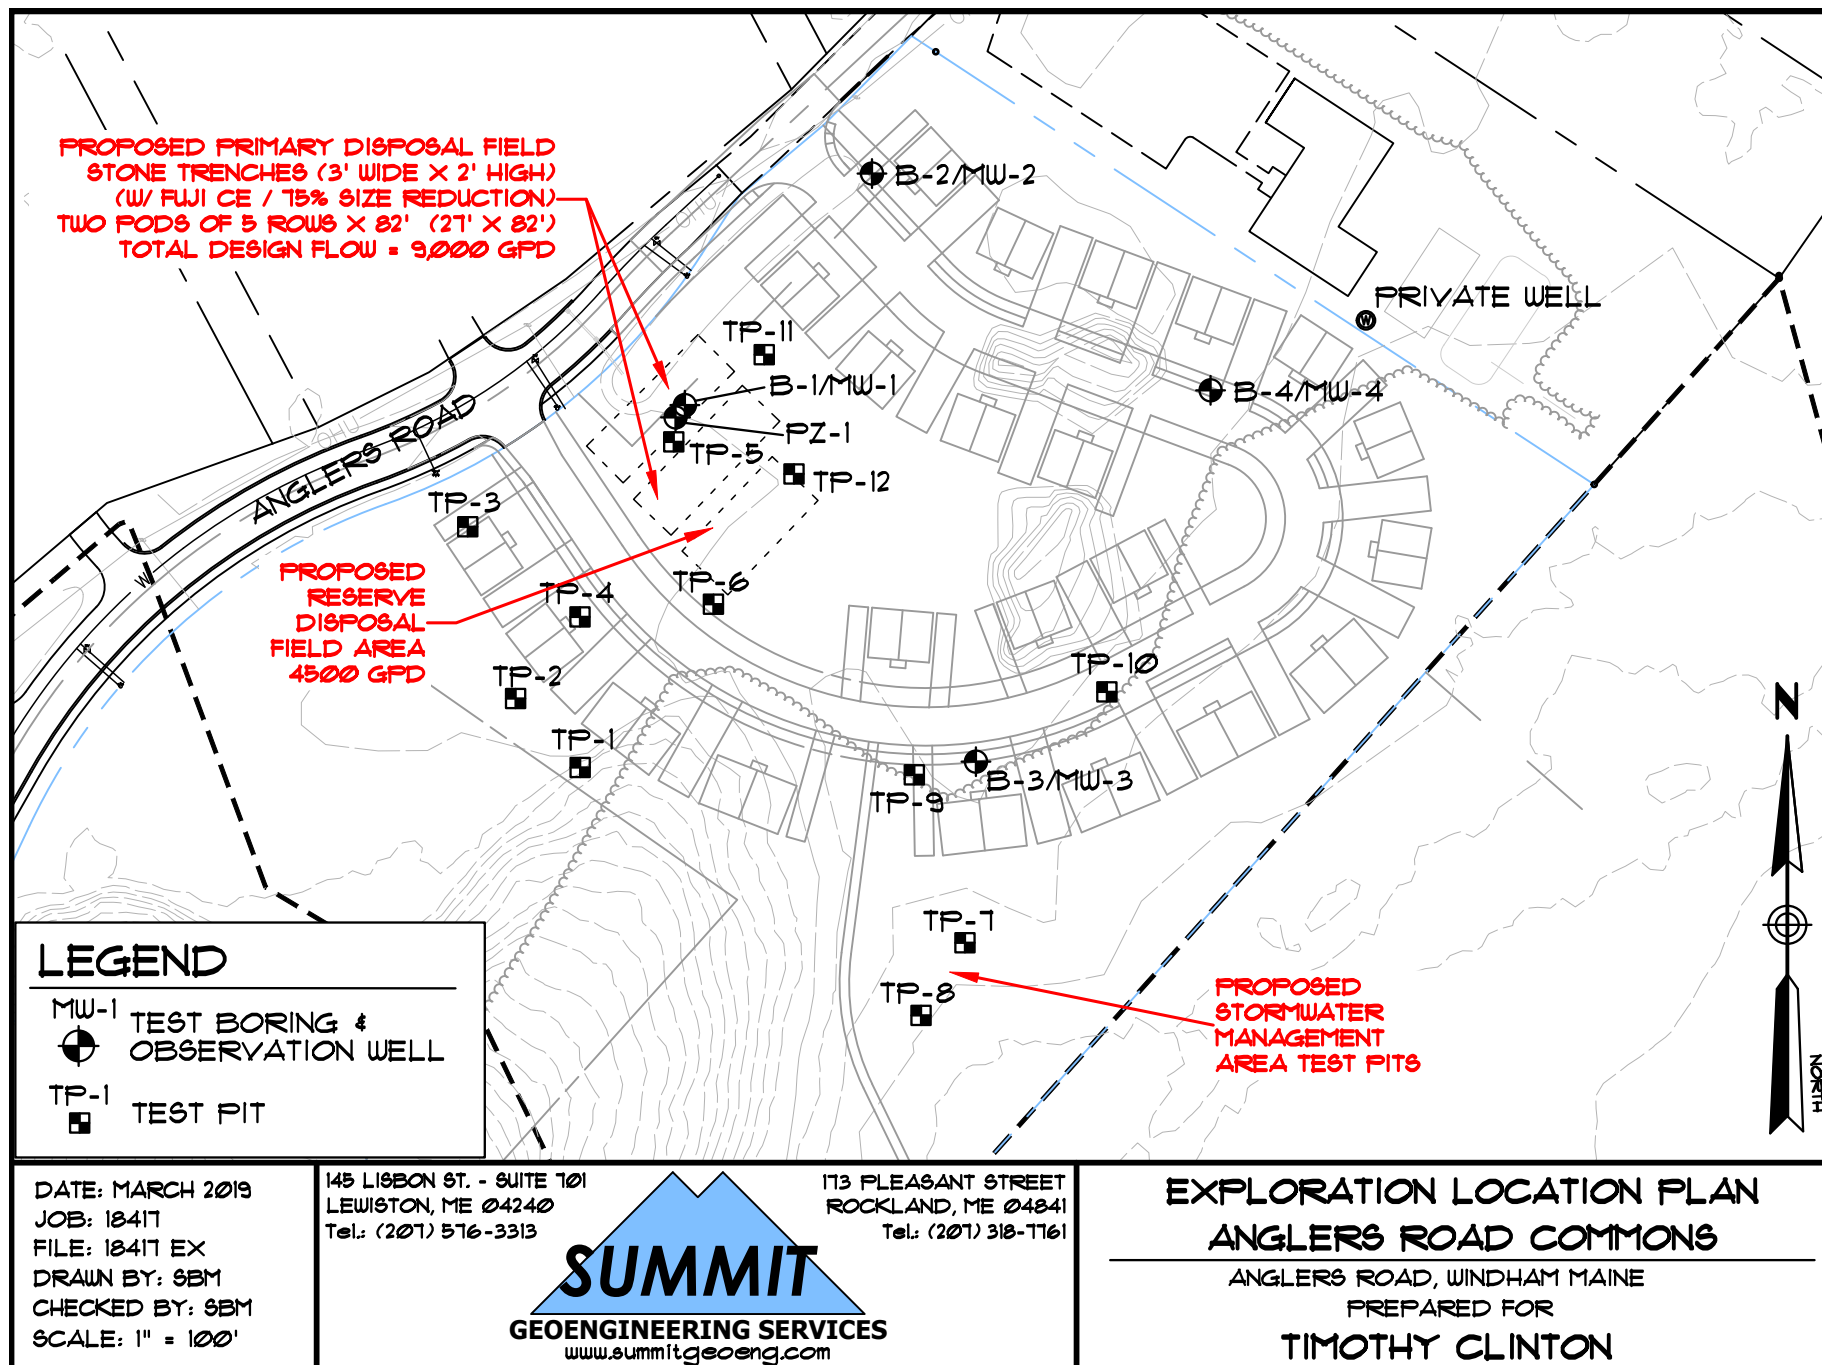 PROPOSED PRIMARY DISPOSAL FIELD
STONE TRENCHES (3' WIDE X 2' HIGH)
(W/ FUJI CE / 75% SIZE REDUCTION)
TWO PODS OF 5 ROWS X 82' (27' X 82')
TOTAL DESIGN FLOW = 9,000 GPD
B-2/MW-2
OHU
PRIVATE WELL
W
TP-11
B-1/MW-1
B-4/MW-4
PZ-1
TP-5
TP-12
OHU
ANGLERS ROAD
TP-3
W
PROPOSED
RESERVE
DISPOSAL
FIELD AREA
4500 GPD
TP-4
TP-6
TP-2
TP-10
TP-1
B-3/MW-3
TP-9
N
TP-7
TP-8
PROPOSED
STORMWATER
MANAGEMENT
AREA TEST PITS
NORTH
LEGEND
MW-1
TEST BORING &
OBSERVATION WELL
TP-1
TEST PIT
DATE: MARCH 2019
JOB: 18417
FILE: 18417 EX
DRAWN BY: SBM
CHECKED BY: SBM
SCALE: 1" = 100'
145 LISBON ST. - SUITE 701
LEWISTON, ME 04240
Tel.: (207) 576-3313
173 PLEASANT STREET
ROCKLAND, ME 04841
Tel.: (207) 318-7761
SUMMIT
GEOENGINEERING SERVICES
www.summitgeoeng.com
EXPLORATION LOCATION PLAN
ANGLERS ROAD COMMONS
ANGLERS ROAD, WINDHAM MAINE
PREPARED FOR
TIMOTHY CLINTON